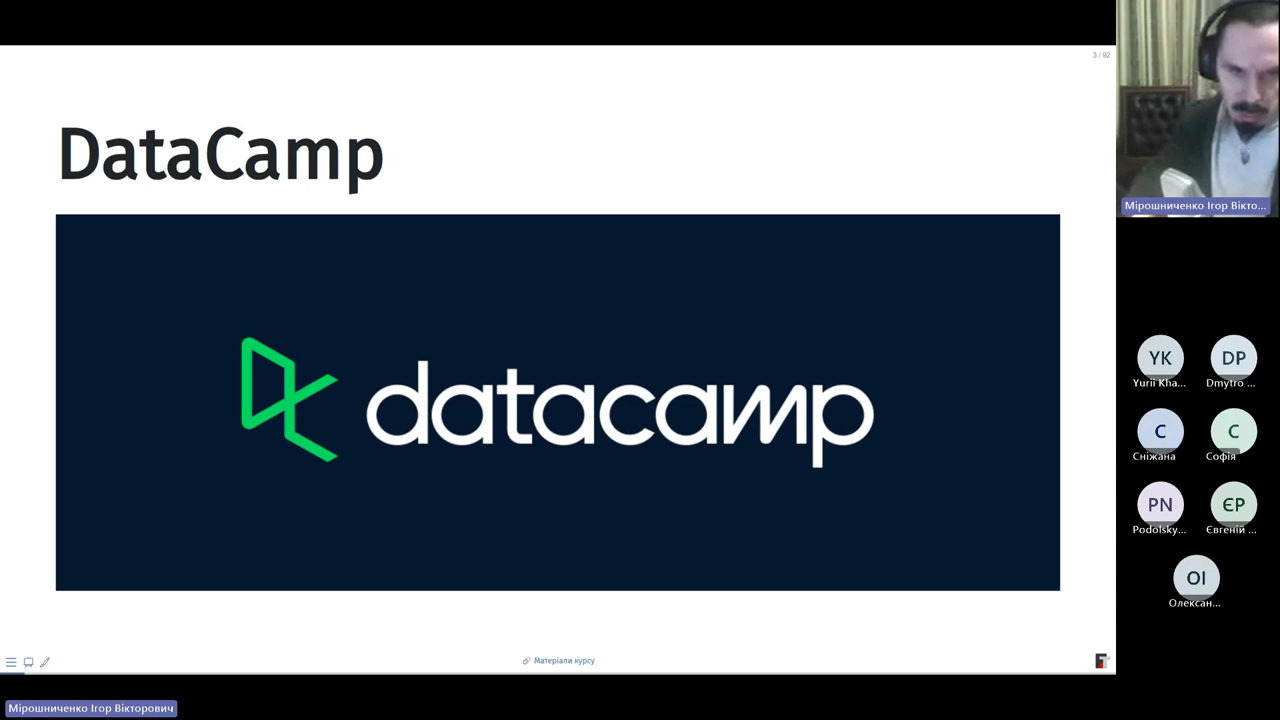 3 / 92
DataCamp
datacamp
Матеріали курсу
Мірошниченко Ігор Вікторович
Мірошниченко Ігор Вікто...
YK
DP
Yurii Kha...
Dmytro ...
С
С
Сніжана
Софія
PN
ЄР
Podolsky...
Євгеній ...
ОІ
Олексан...